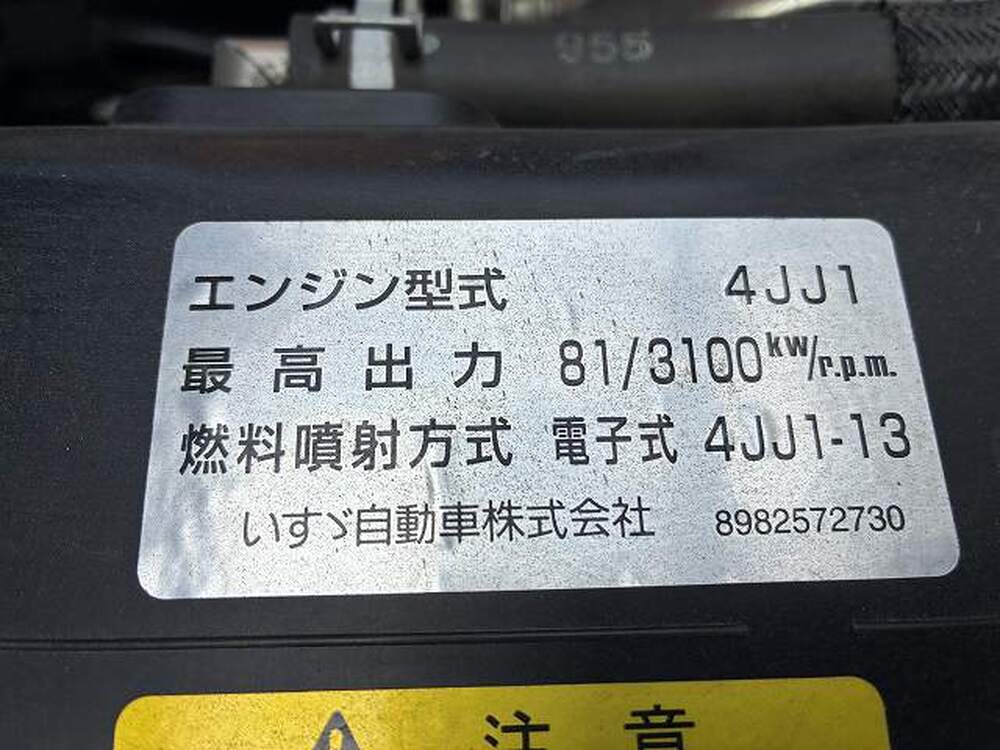 955
エンジン型式 4JJ1
最高出力 81/3100kw/r.p.m.
燃料噴射方式 電子式 4JJ1-13
いすゞ自動車株式会社 8982572730
注意